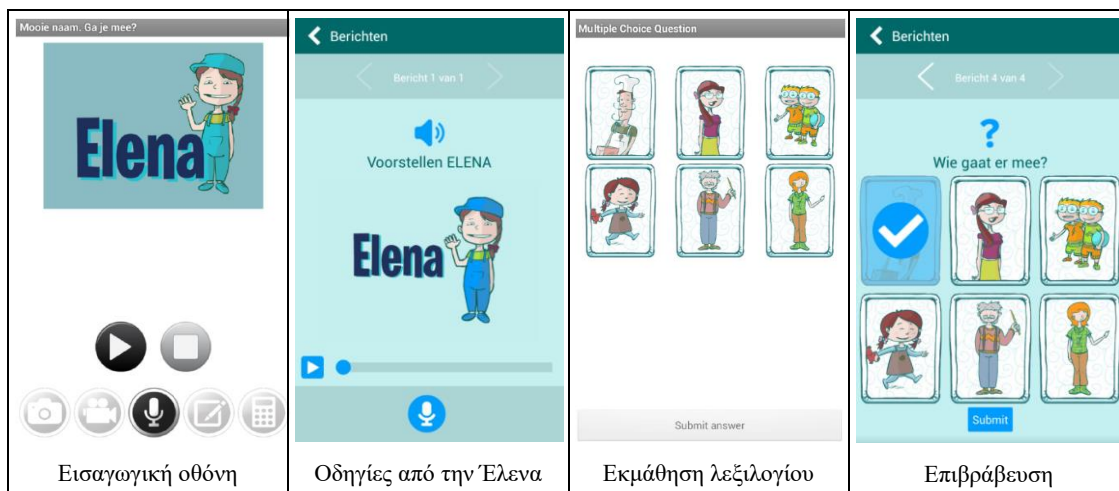 Mooie naam. Ga je mee?
Elena
Εισαγωγική οθόνη
Berichten
Bericht 1 van 1
Voorstellen ELENA
Elena
Οδηγίες από την Έλενα
Multiple Choice Question
Submit answer
Εκμάθηση λεξιλογίου
Berichten
Bericht 4 van 4
?
Wie gaat er mee?
Submit
Επιβράβευση